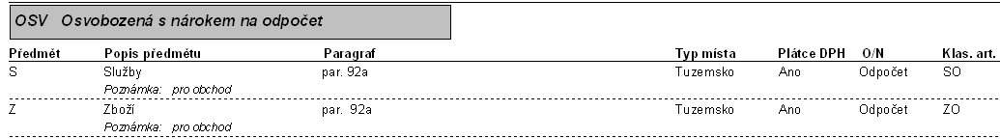 OSV Osvobozená s nárokem na odpočet
Předmět Popis předmětu Paragraf Typ místa Plátce DPH O/N Klas. art.
S Služby par. 92a Tuzemsko Ano Odpočet SO
Poznámka: pro obchod
Z Zboží par. 92a Tuzemsko Ano Odpočet ZO
Poznámka: pro obchod